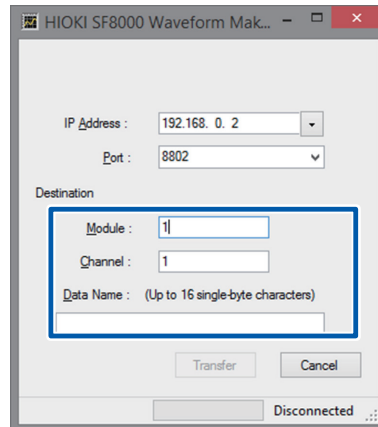 HIOKI SF8000 Waveform Mak...
IP Address : 192.168. 0. 2
Port : 8802
Destination
Module : 1
Channel : 1
Data Name : (Up to 16 single-byte characters)
Transfer Cancel
Disconnected